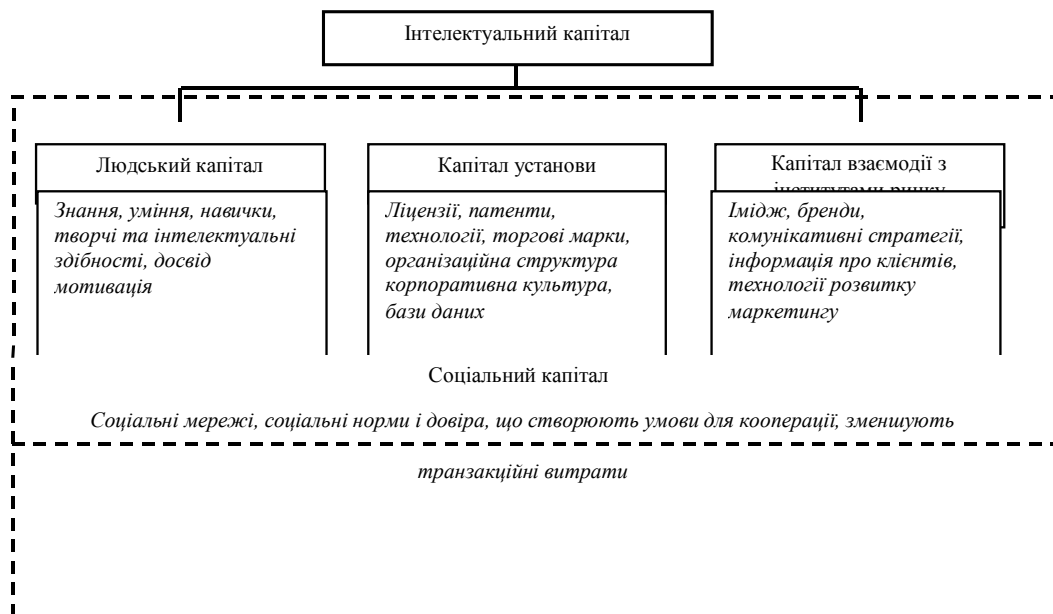 Інтелектуальний капітал
Людський капітал
Знання, уміння, навички,
творчі та інтелектуальні
здібності, досвід
мотивація
Капітал установи
Ліцензії, патенти,
технології, торгові марки,
організаційна структура
корпоративна культура,
бази даних
Капітал взаємодії з
інститутами ринку
Імідж, бренди,
комунікативні стратегії,
інформація про клієнтів,
технології розвитку
маркетингу
Соціальний капітал
Соціальні мережі, соціальні норми і довіра, що створюють умови для кооперації, зменшують
транзакційні витрати